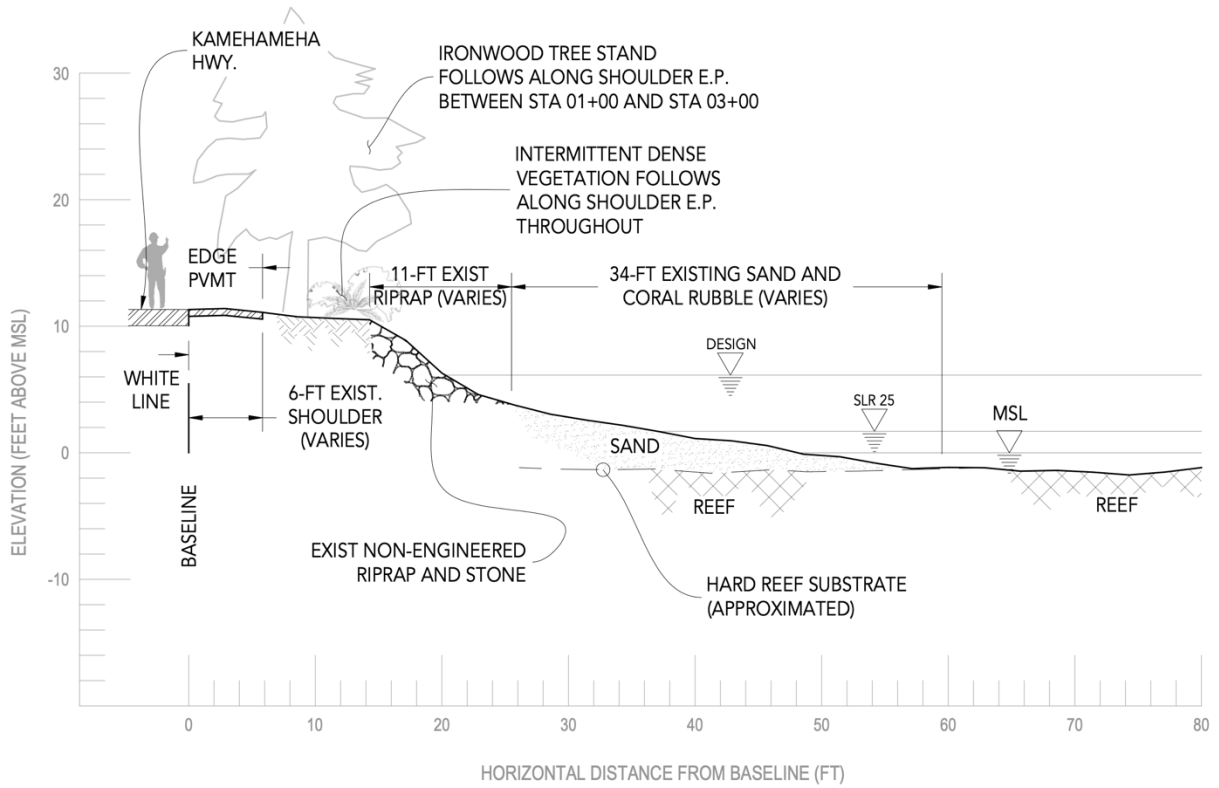 KAMEHAMEHA
HWY.
IRONWOOD TREE STAND
FOLLOWS ALONG SHOULDER E.P.
BETWEEN STA 01+00 AND STA 03+00
INTERMITTENT DENSE
VEGETATION FOLLOWS
ALONG SHOULDER E.P.
THROUGHOUT
EDGE
PVMT
11-FT EXIST
RIPRAP (VARIES)
34-FT EXISTING SAND AND
CORAL RUBBLE (VARIES)
DESIGN
SLR 25
MSL
WHITE
LINE
6-FT EXIST.
SHOULDER
(VARIES)
SAND
REEF
REEF
BASELINE
EXIST NON-ENGINEERED
RIPRAP AND STONE
HARD REEF SUBSTRATE
(APPROXIMATED)
ELEVATION (FEET ABOVE MSL)
30
20
10
0
-10
0
10
20
30
40
50
60
70
80
HORIZONTAL DISTANCE FROM BASELINE (FT)